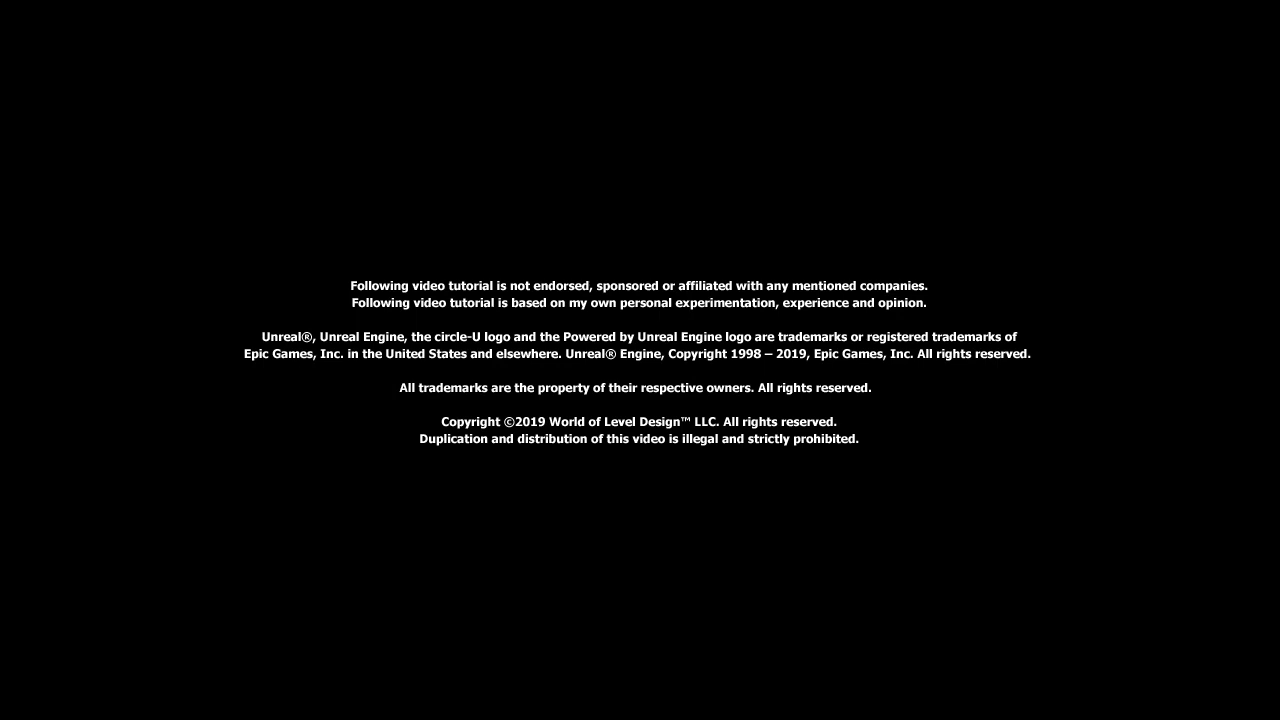 Following video tutorial is not endorsed, sponsored or affiliated with any mentioned companies.
Following video tutorial is based on my own personal experimentation, experience and opinion.
Unreal®, Unreal Engine, the circle-U logo and the Powered by Unreal Engine logo are trademarks or registered trademarks of
Epic Games, Inc. in the United States and elsewhere. Unreal® Engine, Copyright 1998 – 2019, Epic Games, Inc. All rights reserved.
All trademarks are the property of their respective owners. All rights reserved.
Copyright ©2019 World of Level Design™ LLC. All rights reserved.
Duplication and distribution of this video is illegal and strictly prohibited.